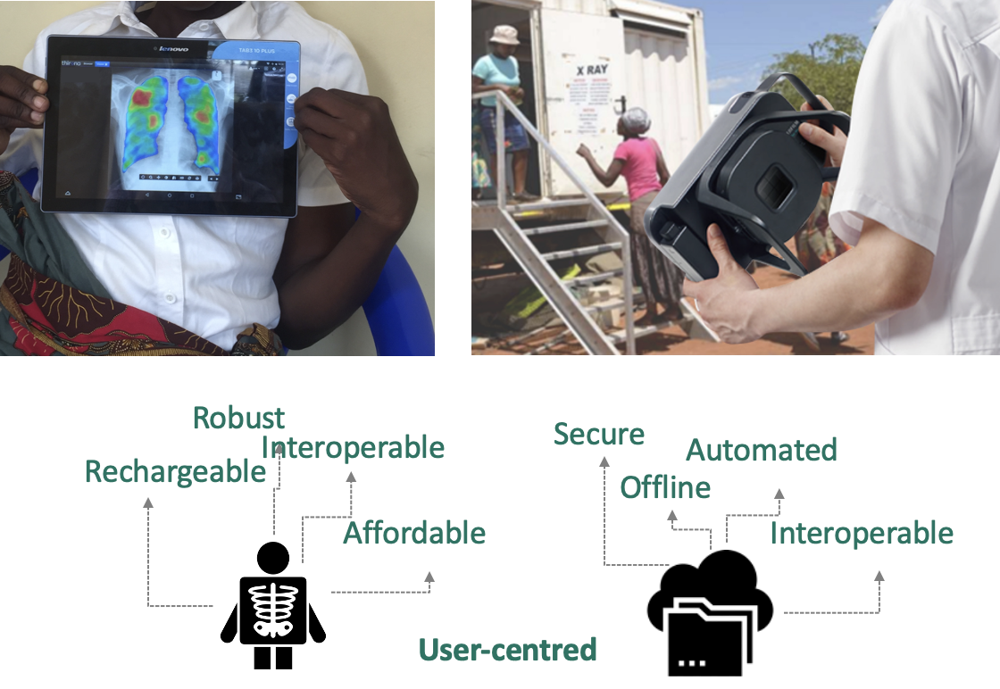 lenovo
TAB3 10 PLUS
X RAY
Robust
Interoperable
Rechargeable
Affordable
Secure
Automated
Offline
Interoperable
User-centred